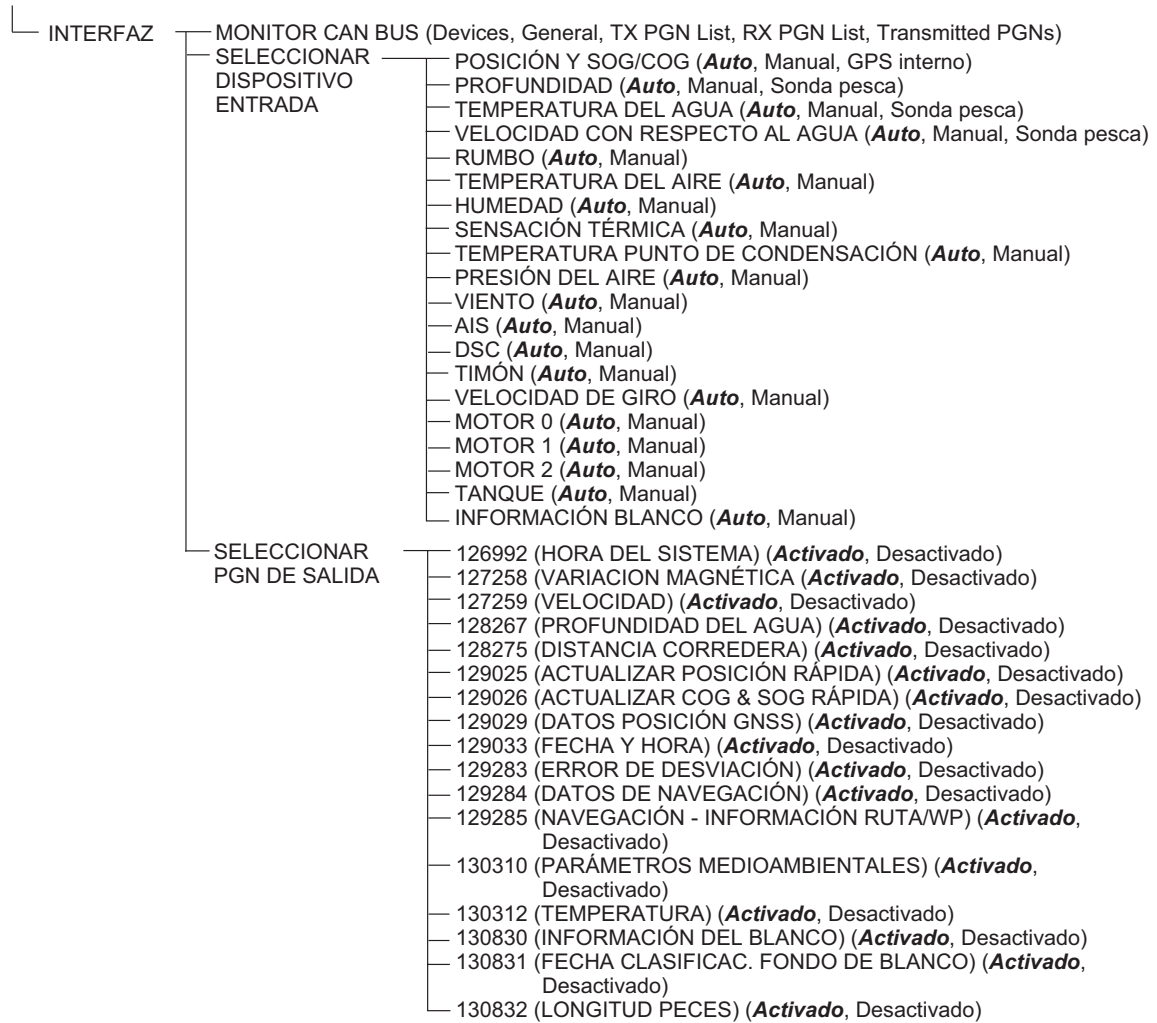 INTERFAZ
MONITOR CAN BUS (Devices, General, TX PGN List, RX PGN List, Transmitted PGNs)
SELECCIONAR
DISPOSITIVO
ENTRADA
POSICIÓN Y SOG/COG (Auto, Manual, GPS interno)
PROFUNDIDAD (Auto, Manual, Sonda pesca)
TEMPERATURA DEL AGUA (Auto, Manual, Sonda pesca)
VELOCIDAD CON RESPECTO AL AGUA (Auto, Manual, Sonda pesca)
RUMBO (Auto, Manual)
TEMPERATURA DEL AIRE (Auto, Manual)
HUMEDAD (Auto, Manual)
SENSACIÓN TÉRMICA (Auto, Manual)
TEMPERATURA PUNTO DE CONDENSACIÓN (Auto, Manual)
PRESIÓN DEL AIRE (Auto, Manual)
VIENTO (Auto, Manual)
AIS (Auto, Manual)
DSC (Auto, Manual)
TIMÓN (Auto, Manual)
VELOCIDAD DE GIRO (Auto, Manual)
MOTOR 0 (Auto, Manual)
MOTOR 1 (Auto, Manual)
MOTOR 2 (Auto, Manual)
TANQUE (Auto, Manual)
INFORMACIÓN BLANCO (Auto, Manual)
SELECCIONAR
PGN DE SALIDA
126992 (HORA DEL SISTEMA) (Activado, Desactivado)
127258 (VARIACION MAGNÉTICA (Activado, Desactivado)
127259 (VELOCIDAD) (Activado, Desactivado)
128267 (PROFUNDIDAD DEL AGUA) (Activado, Desactivado)
128275 (DISTANCIA CORREDERA) (Activado, Desactivado)
129025 (ACTUALIZAR POSICIÓN RÁPIDA) (Activado, Desactivado)
129026 (ACTUALIZAR COG & SOG RÁPIDA) (Activado, Desactivado)
129029 (DATOS POSICIÓN GNSS) (Activado, Desactivado)
129033 (FECHA Y HORA) (Activado, Desactivado)
129283 (ERROR DE DESVIACIÓN) (Activado, Desactivado)
129284 (DATOS DE NAVEGACIÓN) (Activado, Desactivado)
129285 (NAVEGACIÓN - INFORMACIÓN RUTA/WP) (Activado,
Desactivado)
130310 (PARÁMETROS MEDIOAMBIENTALES) (Activado,
Desactivado)
130312 (TEMPERATURA) (Activado, Desactivado)
130830 (INFORMACIÓN DEL BLANCO) (Activado, Desactivado)
130831 (FECHA CLASIFICAC. FONDO DE BLANCO) (Activado,
Desactivado)
130832 (LONGITUD PECES) (Activado, Desactivado)